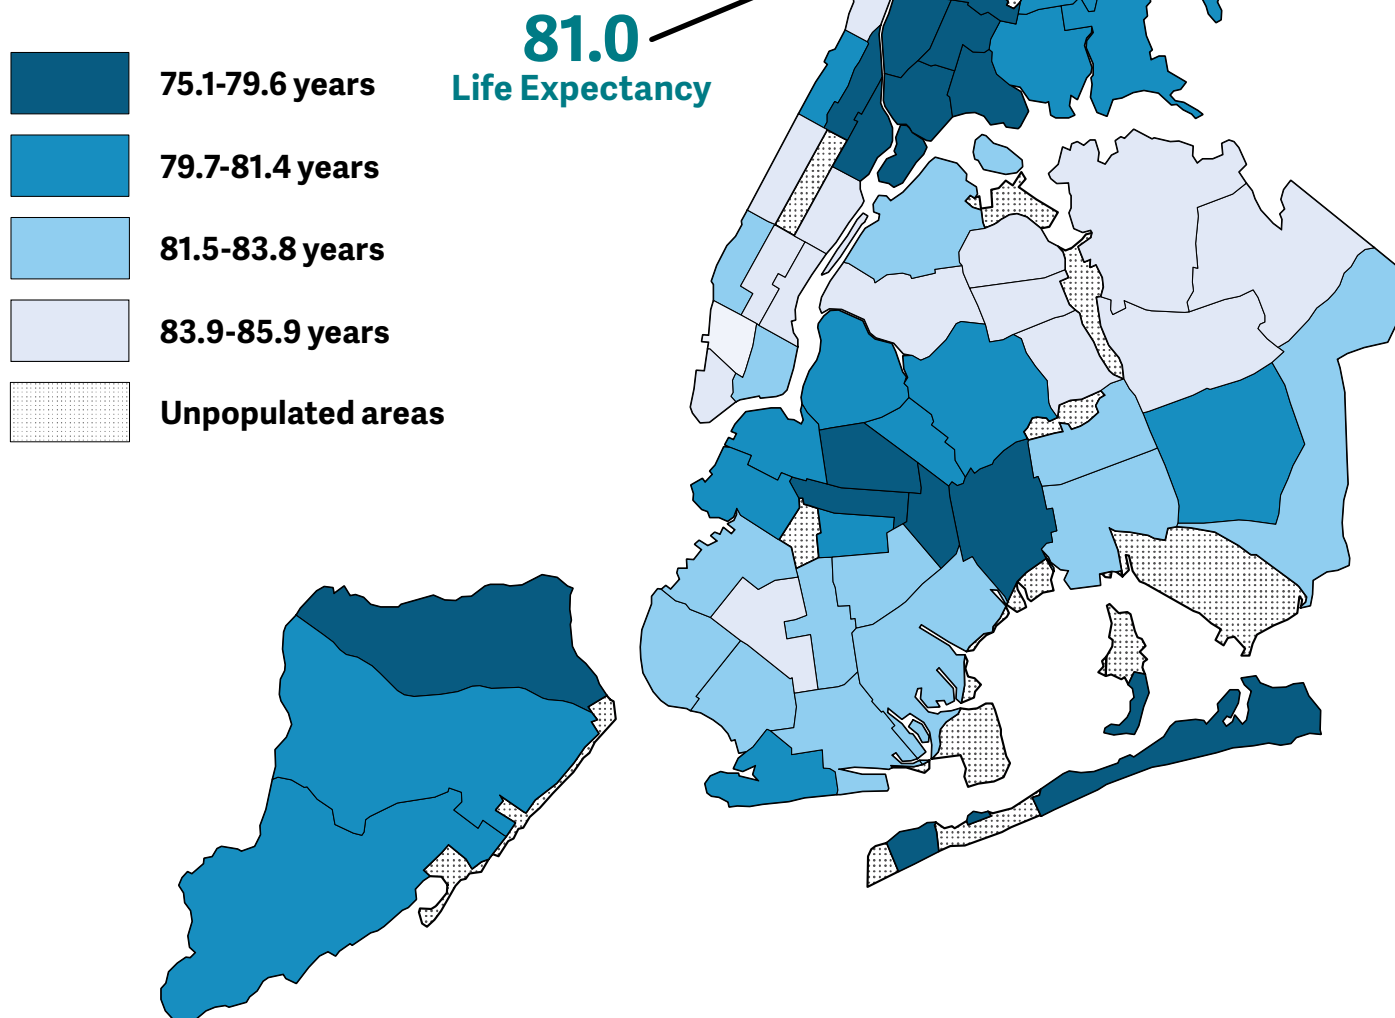 81.0
Life Expectancy
75.1-79.6 years
79.7-81.4 years
81.5-83.8 years
83.9-85.9 years
Unpopulated areas